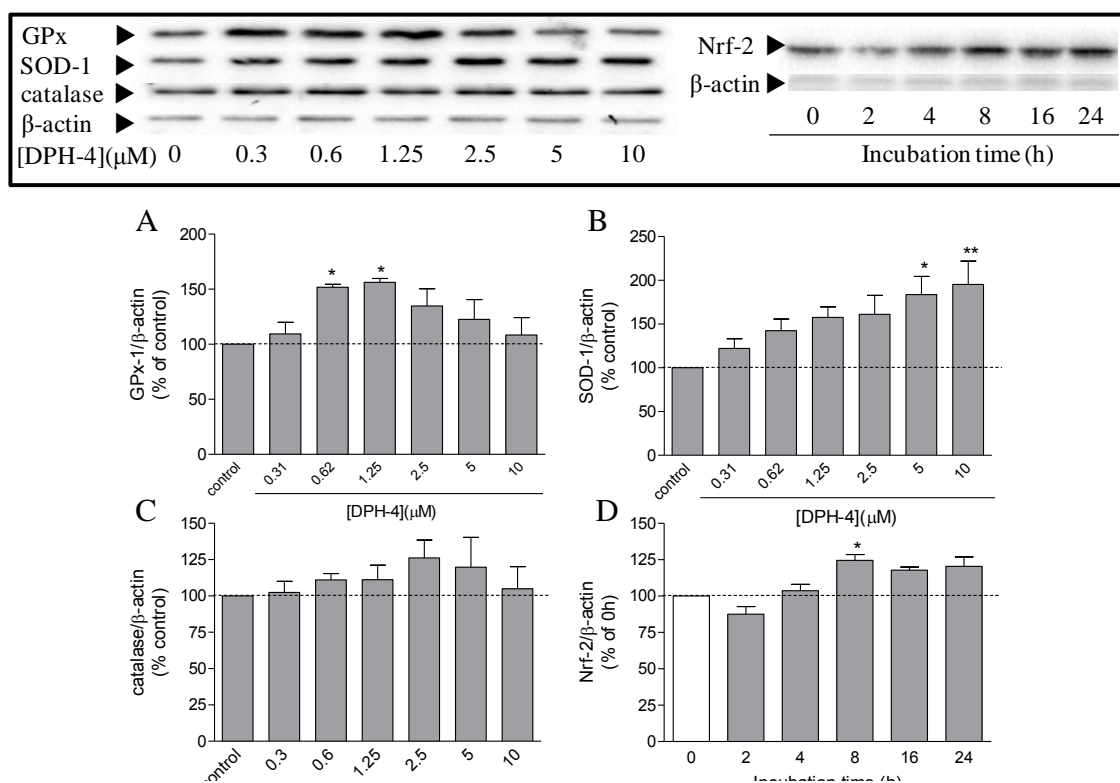 GPx ►
SOD-1 ►
catalase ►
β-actin ►
[DPH-4](μM) 0 0.3 0.6 1.25 2.5 5 10
Nrf-2 ►
β-actin ►
0 2 4 8 16 24
Incubation time (h)
A
200
150
100
50
0
GPx-1/β-actin
(% of control)
* *
control 0.31 0.62 1.25 2.5 5 10
[DPH-4](μM)
B
250
200
150
100
50
0
SOD-1/β-actin
(% control)
* **
control 0.31 0.62 1.25 2.5 5 10
[DPH-4](μM)
C
150
125
100
75
50
25
0
catalase/β-actin
(% control)
control 0.3 0.6 1.25 2.5 5 10
D
150
125
100
75
50
25
0
Nrf-2/β-actin
(% of 0h)
*
0 2 4 8 16 24
Incubation time (h)